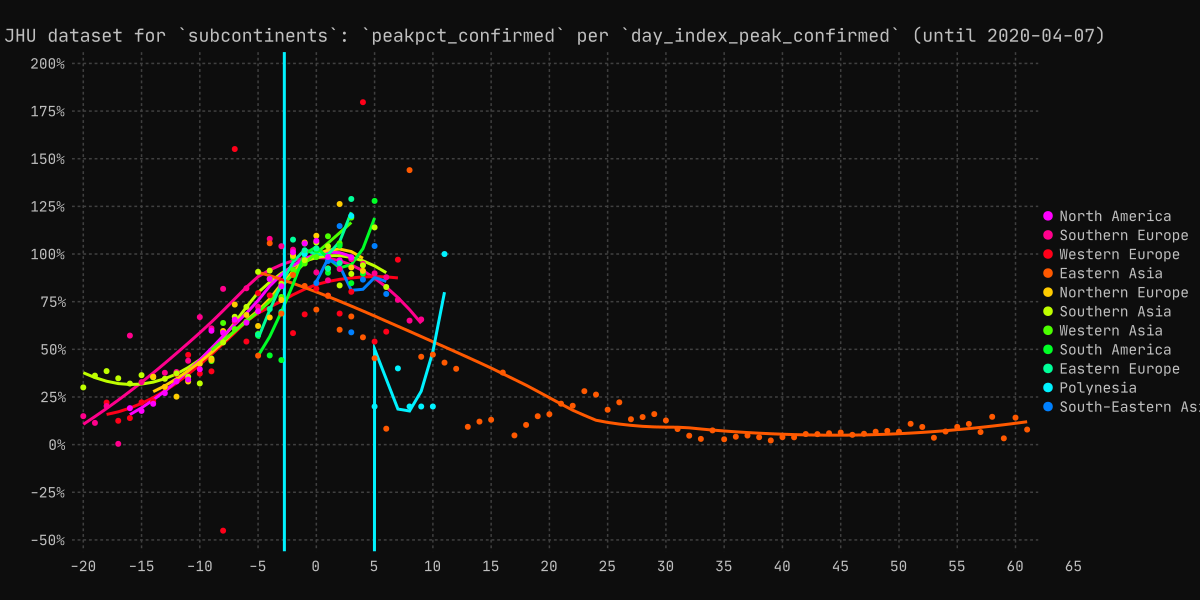 JHU dataset for `subcontinents`: `peakpct_confirmed` per `day_index_peak_confirmed` (until 2020-04-07)
200%
175%
150%
125%
100%
75%
50%
25%
0%
-25%
-50%
-20 -15 -10 -5 0 5 10 15 20 25 30 35 40 45 50 55 60 65
North America
Southern Europe
Western Europe
Eastern Asia
Northern Europe
Southern Asia
Western Asia
South America
Eastern Europe
Polynesia
South-Eastern Asi